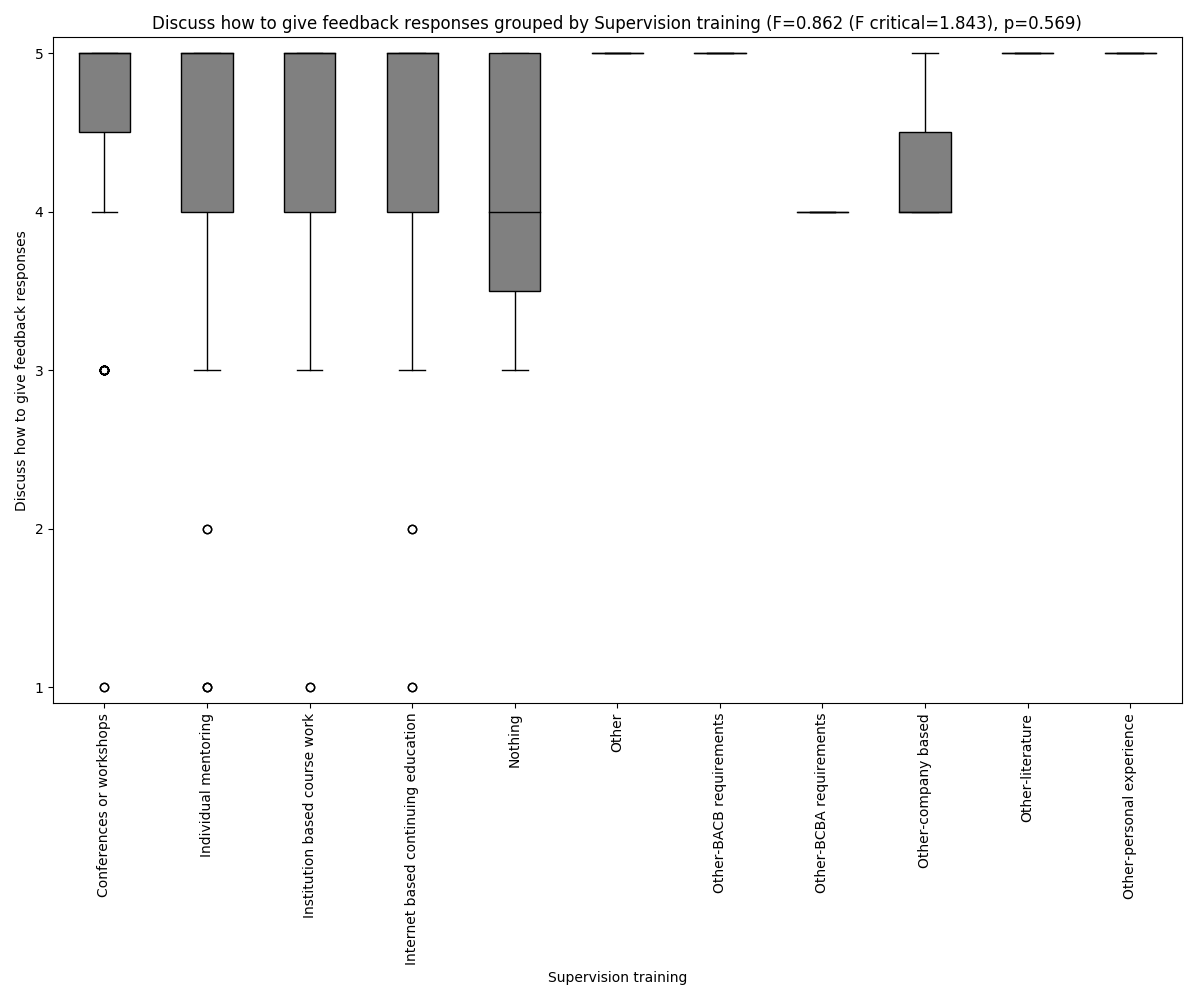 Discuss how to give feedback responses grouped by Supervision training (F=0.862 (F critical=1.843), p=0.569)
Discuss how to give feedback responses
5
4
3
2
1
Conferences or workshops
Individual mentoring
Institution based course work
Internet based continuing education
Nothing
Other
Other-BACB requirements
Other-BCBA requirements
Other-company based
Other-literature
Other-personal experience
Supervision training